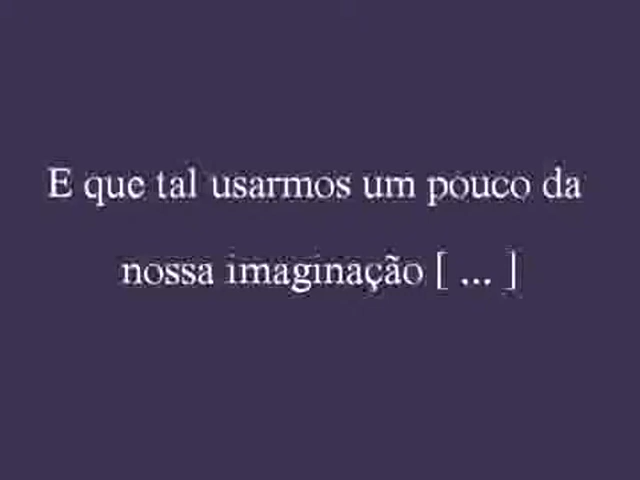 E que tal usarmos um pouco da
nossa imaginação [ ... ]